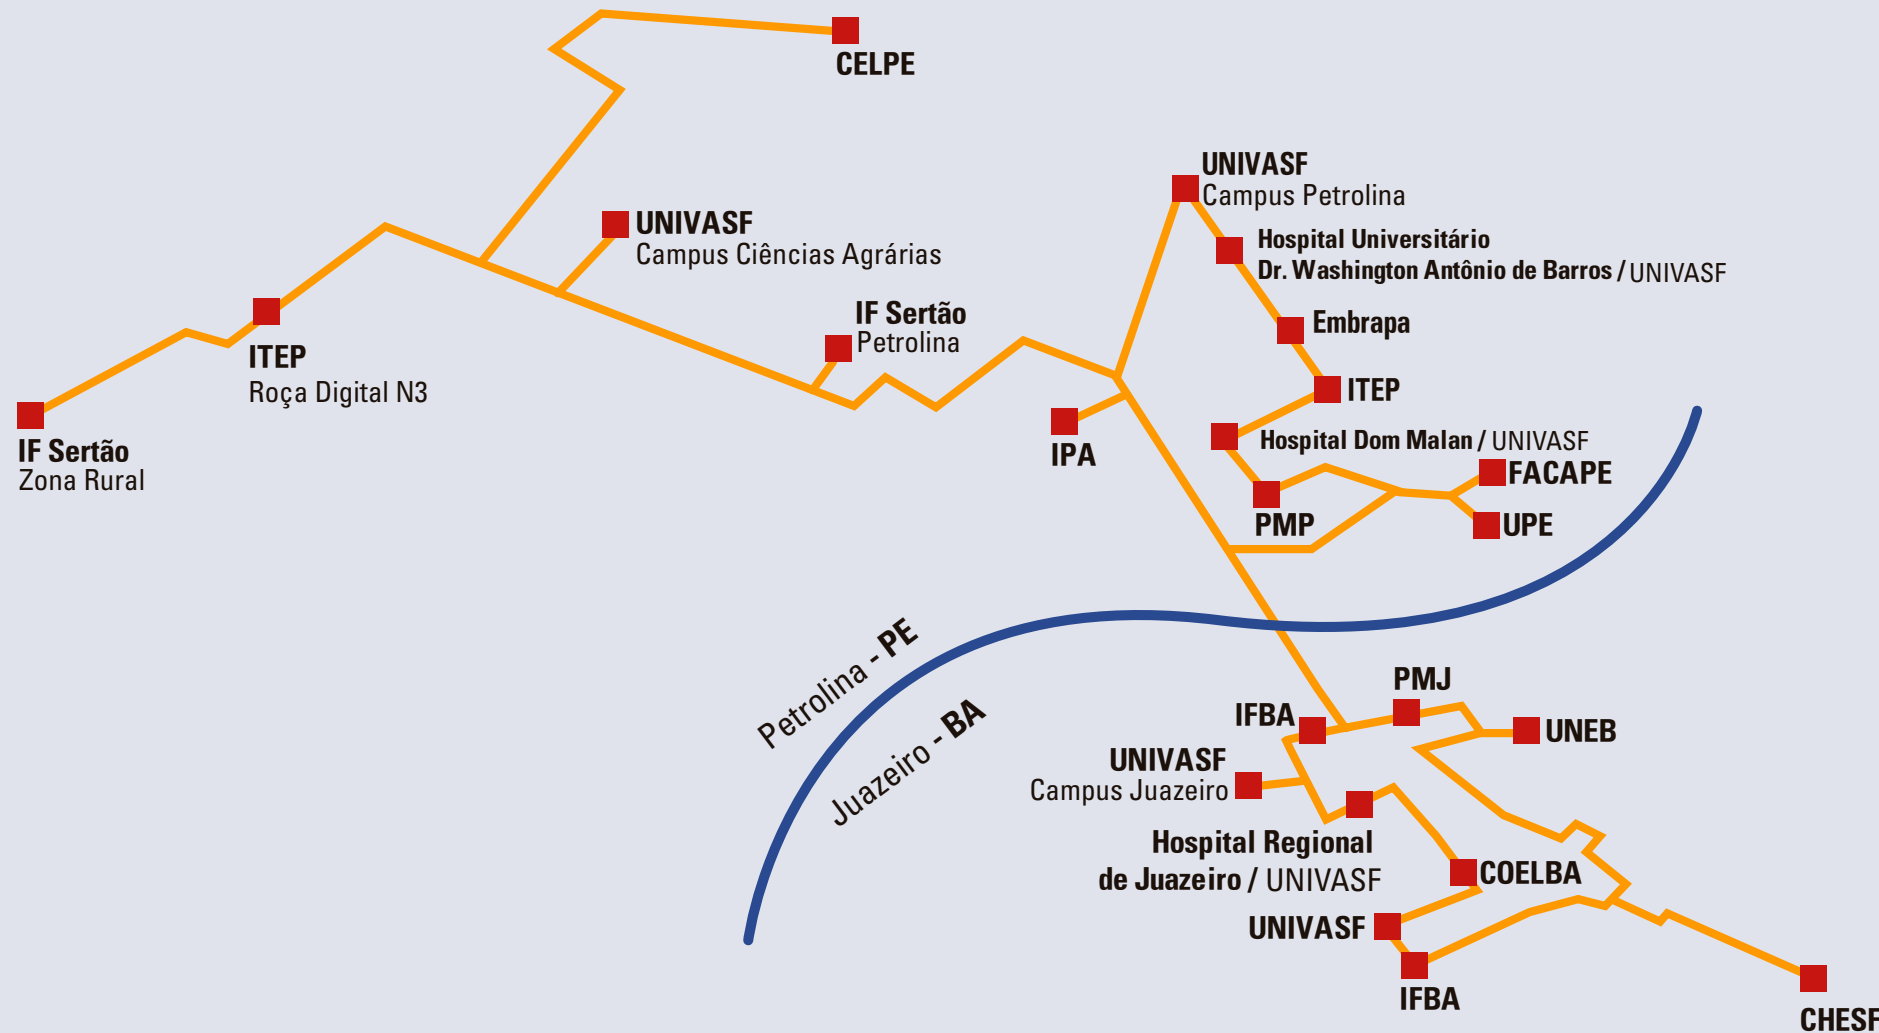 CELPE
UNIVASF
Campus Petrolina
UNIVASF
Campus Ciências Agrárias
Hospital Universitário
Dr. Washington Antônio de Barros / UNIVASF
IF Sertão
Petrolina
Embrapa
ITEP
Roça Digital N3
ITEP
IF Sertão
Zona Rural
IPA
Hospital Dom Malan / UNIVASF
FACAPE
PMP
UPE
Petrolina - PE
Juazeiro - BA
PMJ
IFBA
UNEB
UNIVASF
Campus Juazeiro
Hospital Regional
de Juazeiro / UNIVASF
COELBA
UNIVASF
IFBA
CHESF